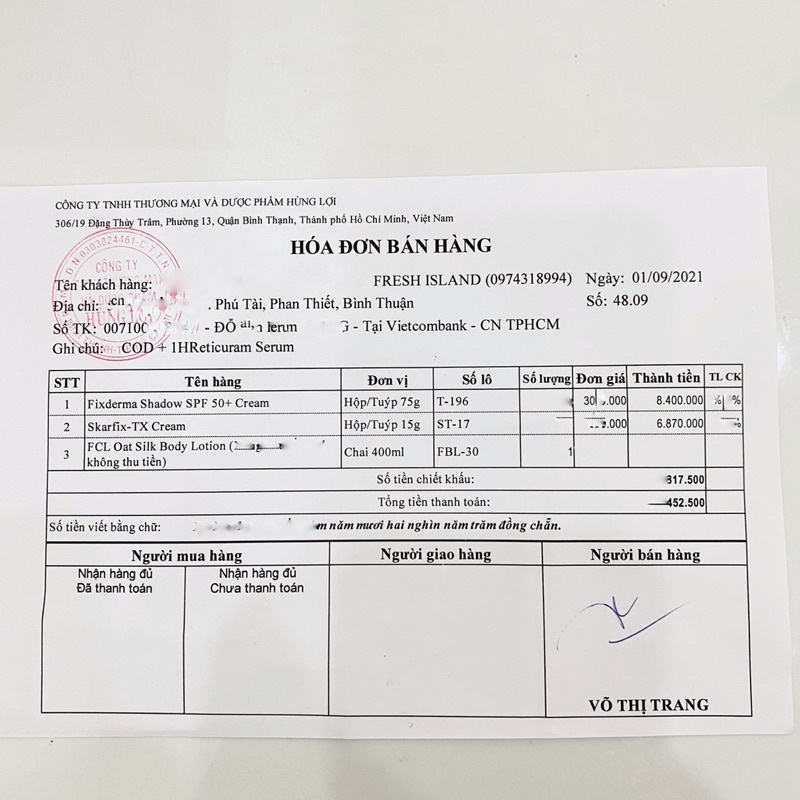 CÔNG TY TNHH THƯƠNG MẠI VÀ DƯỢC PHẨM HÙNG LỢI
306/19 Đặng Thùy Trâm, Phường 13, Quận Bình Thạnh, Thành phố Hồ Chí Minh, Việt Nam
HÓA ĐƠN BÁN HÀNG
CÔNG TY
Tên khách hàng: FRESH ISLAND (0974318994) Ngày: 01/09/2021
Địa chỉ: Phú Tài, Phan Thiết, Bình Thuận Số: 48.09
Số TK: 007100 - ĐỖ - Tại Vietcombank - CN TPHCM
Ghi chú: COD + 1HReticuram Serum
STT Tên hàng Đơn vị Số lô Số lượng Đơn giá Thành tiền TL CK
1 Fixderma Shadow SPF 50+ Cream Hộp/Tuýp 75g T-196 8.400.000 %
2 Skarfix-TX Cream Hộp/Tuýp 15g ST-17 6.870.000
3 FCL Oat Silk Body Lotion ( Chai 400ml FBL-30 1
không thu tiền)
Số tiền chiết khấu: 317.500
Tổng tiền thanh toán: 452.500
Số tiền viết bằng chữ: năm mươi hai nghìn năm trăm đồng chẵn.
Người mua hàng Người giao hàng Người bán hàng
Nhận hàng đủ Nhận hàng đủ
Đã thanh toán Chưa thanh toán
VÕ THỊ TRANG